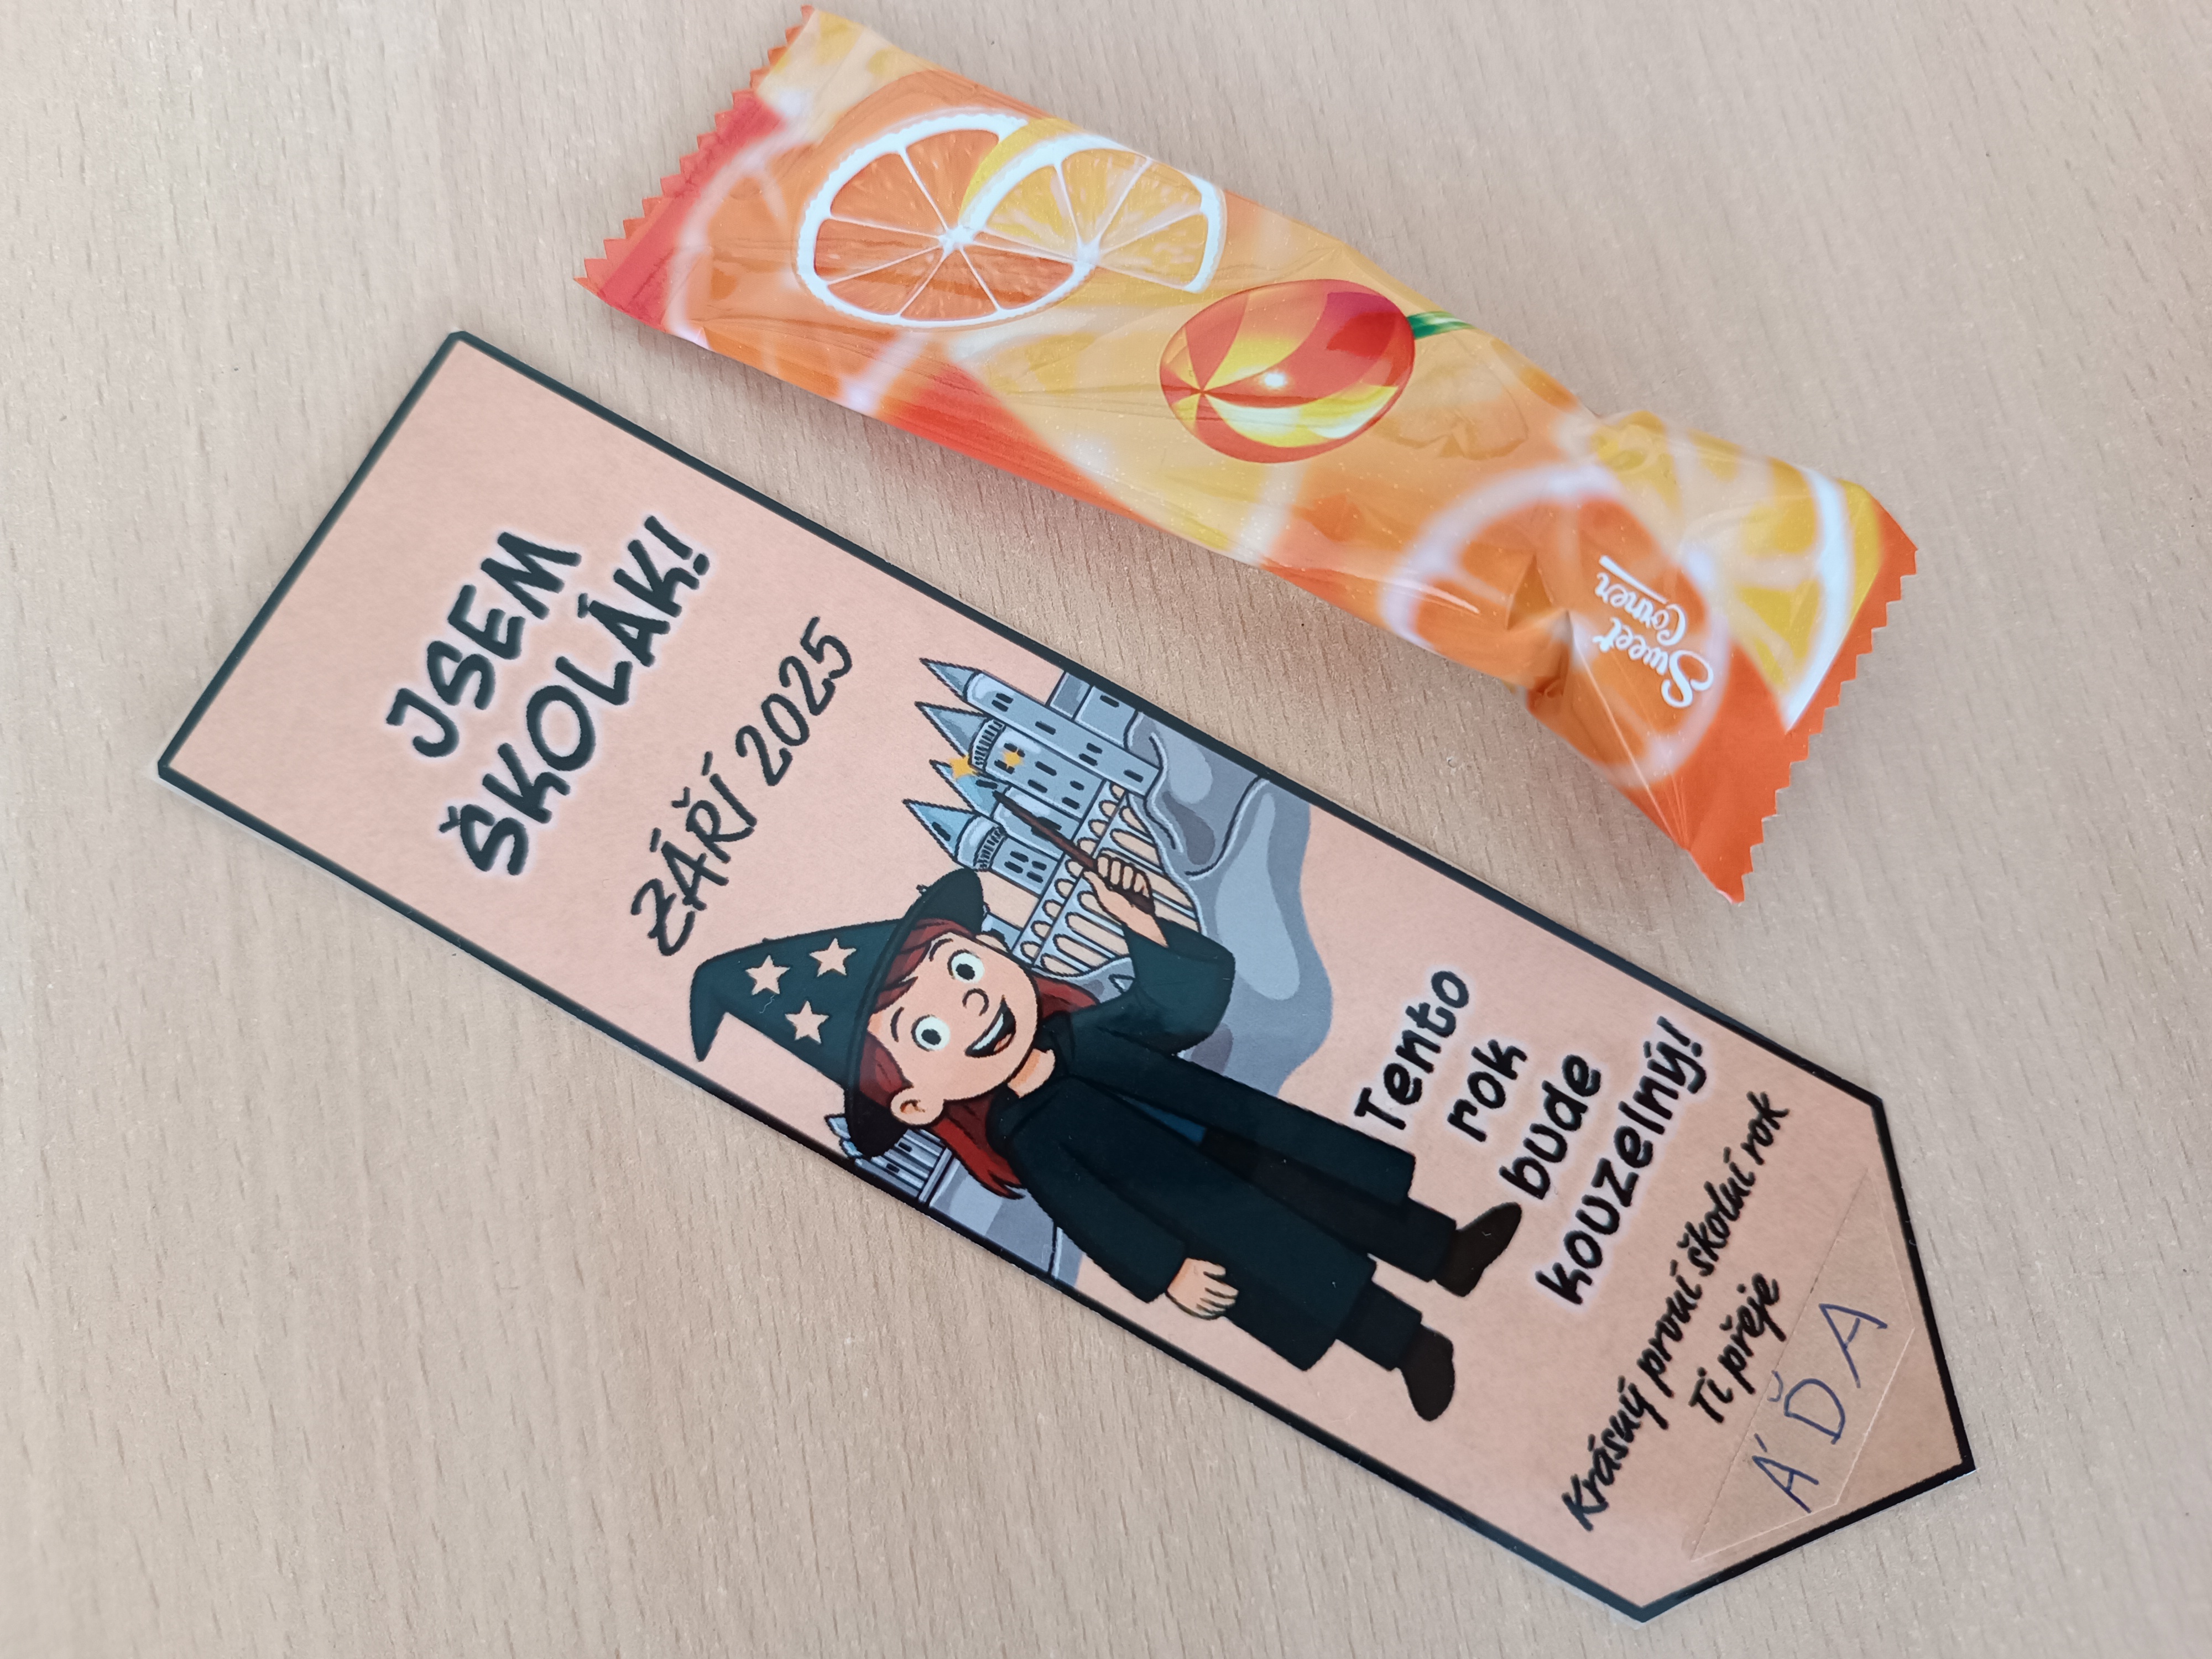 JSEM
ŠKOLÁK!
ZÁŘÍ 2025
Tento
rok
bude
kouzelný!
Krásný první školní rok
Ti přeje
ÁĎA
Sweet
Corner